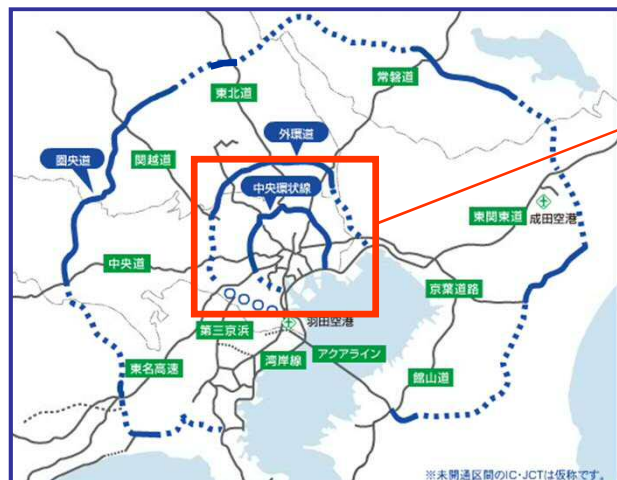 常磐道
東北道
外環道
圏央道
関越道
中央環状線
東関東道
成田空港
中央道
京葉道路
羽田空港
第三京浜
湾岸線
アクアライン
東名高速
館山道
※未開通区間のIC・JCTは仮称です。